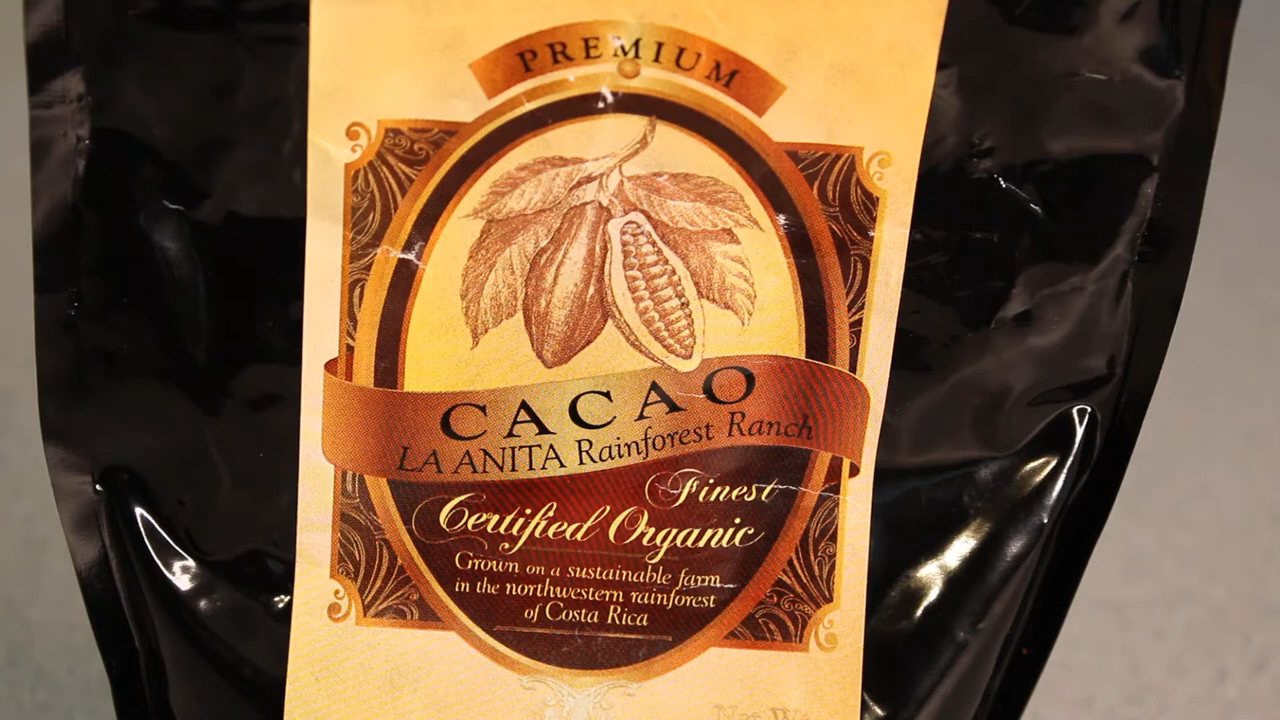 PREMIUM
CACAO
LA ANITA Rainforest Ranch
Finest
Certified Organic
Grown on a sustainable farm
in the northwestern rainforest
of Costa Rica